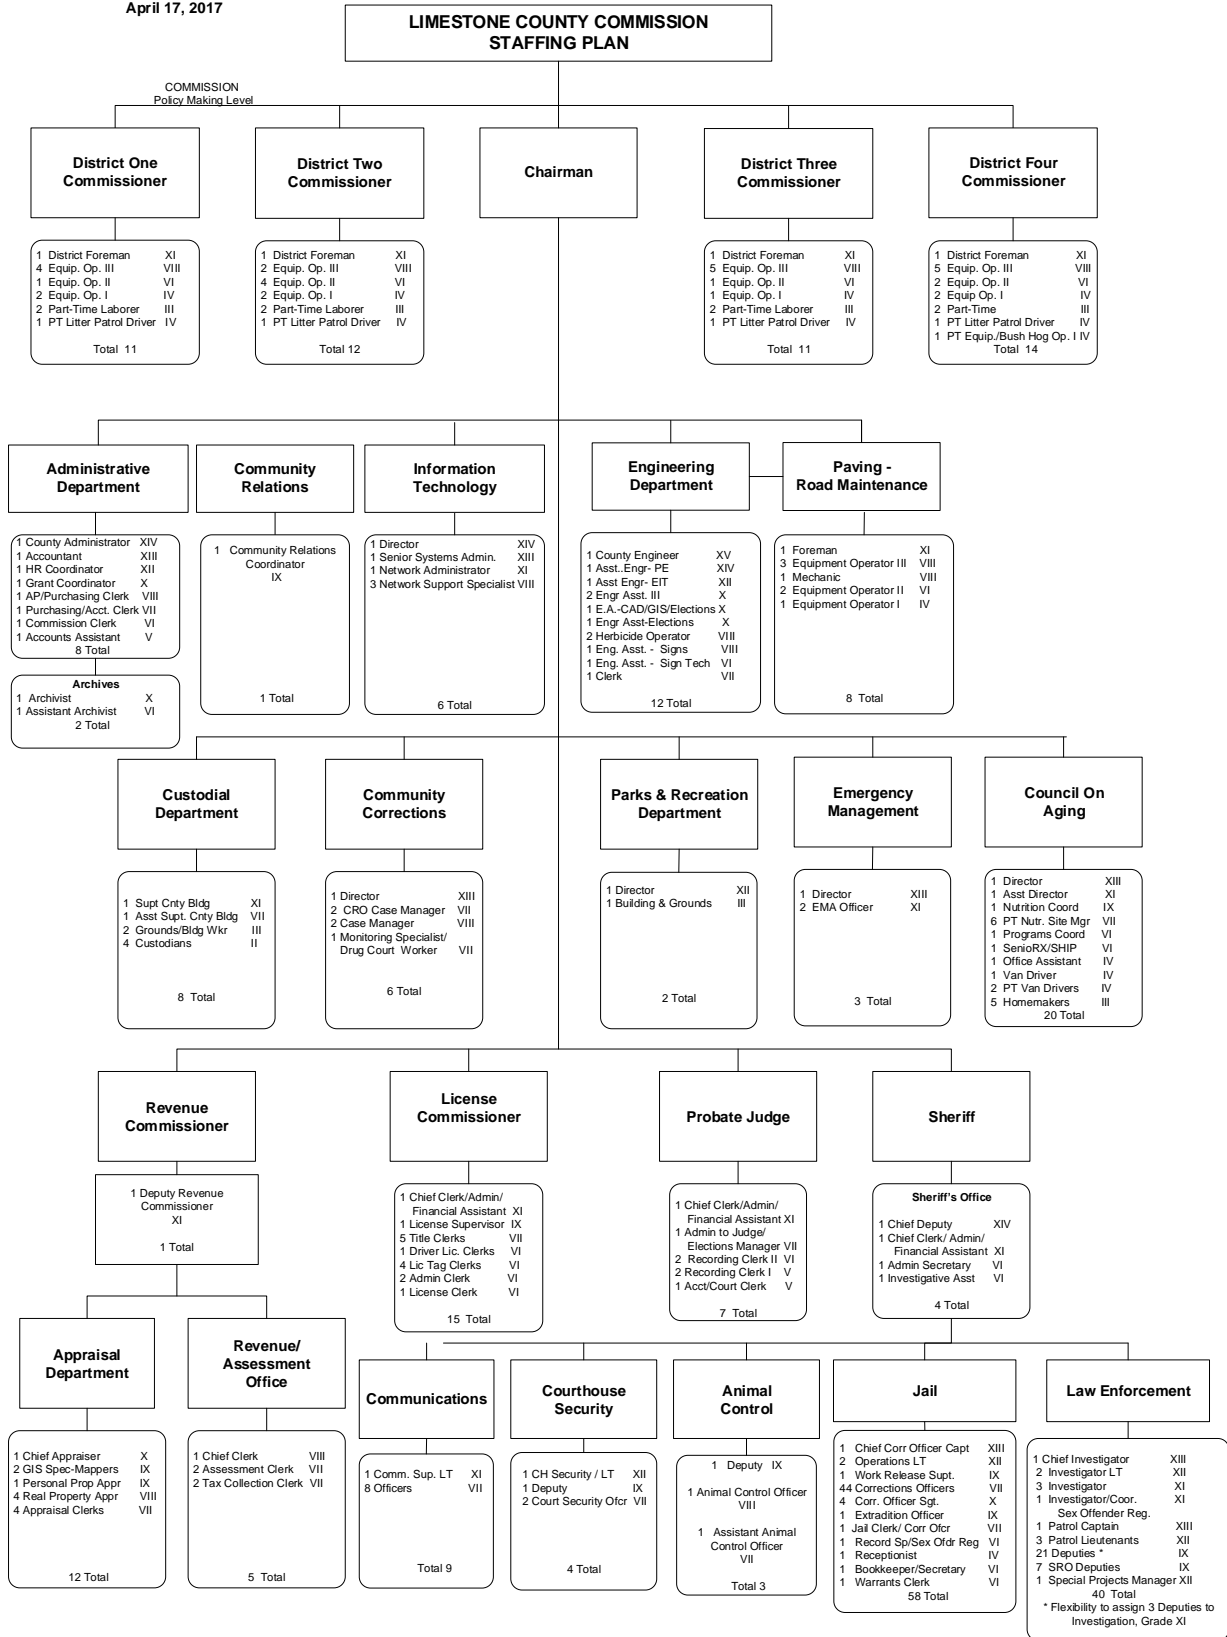 April 17, 2017
LIMESTONE COUNTY COMMISSION
STAFFING PLAN
COMMISSION
Policy Making Level
District One
Commissioner
1 District Foreman XI
4 Equip. Op. III VIII
1 Equip. Op. II VI
2 Equip. Op. I IV
2 Part-Time Laborer III
1 PT Litter Patrol Driver IV
Total 11
District Two
Commissioner
1 District Foreman XI
2 Equip. Op. III VIII
4 Equip. Op. II VI
2 Equip. Op. I IV
2 Part-Time Laborer III
1 PT Litter Patrol Driver IV
Total 12
Chairman
District Three
Commissioner
1 District Foreman XI
5 Equip. Op. III VIII
1 Equip. Op. II VI
1 Equip. Op. I IV
2 Part-Time Laborer III
1 PT Litter Patrol Driver IV
Total 11
District Four
Commissioner
1 District Foreman XI
5 Equip. Op. III VIII
2 Equip. Op. II VI
2 Equip Op. I IV
2 Part-Time III
1 PT Litter Patrol Driver IV
1 PT Equip./Bush Hog Op. I IV
Total 14
Administrative
Department
1 County Administrator XIV
1 Accountant XIII
1 HR Coordinator XII
1 Grant Coordinator X
1 AP/Purchasing Clerk VIII
1 Purchasing/Acct. Clerk VII
1 Commission Clerk VI
1 Accounts Assistant V
8 Total
Archives
1 Archivist X
1 Assistant Archivist VI
2 Total
Community
Relations
1 Community Relations
Coordinator
IX
1 Total
Information
Technology
1 Director XIV
1 Senior Systems Admin. XIII
1 Network Administrator XI
3 Network Support Specialist VIII
6 Total
Engineering
Department
1 County Engineer XV
1 Asst..Engr- PE XIV
1 Asst Engr- EIT XII
2 Engr Asst. III X
1 E.A.-CAD/GIS/Elections X
1 Engr Asst-Elections X
2 Herbicide Operator VIII
1 Eng. Asst. - Signs VIII
1 Eng. Asst. - Sign Tech VI
1 Clerk VII
12 Total
Paving -
Road Maintenance
1 Foreman XI
3 Equipment Operator III VIII
1 Mechanic VIII
2 Equipment Operator II VI
1 Equipment Operator I IV
8 Total
Custodial
Department
1 Supt Cnty Bldg XI
1 Asst Supt. Cnty Bldg VII
2 Grounds/Bldg Wkr III
4 Custodians II
8 Total
Community
Corrections
1 Director XIII
2 CRO Case Manager VII
2 Case Manager VIII
1 Monitoring Specialist/
Drug Court Worker VII
6 Total
Parks & Recreation
Department
1 Director XII
1 Building & Grounds III
2 Total
Emergency
Management
1 Director XIII
2 EMA Officer XI
3 Total
Council On
Aging
1 Director XIII
1 Asst Director XI
1 Nutrition Coord IX
6 PT Nutr. Site Mgr VII
1 Programs Coord VI
1 SenioRX/SHIP VI
1 Office Assistant IV
1 Van Driver IV
2 PT Van Drivers IV
5 Homemakers III
20 Total
Revenue
Commissioner
1 Deputy Revenue
Commissioner
XI
1 Total
License
Commissioner
1 Chief Clerk/Admin/
Financial Assistant XI
1 License Supervisor IX
5 Title Clerks VII
1 Driver Lic. Clerks VI
4 Lic Tag Clerks VI
2 Admin Clerk VI
1 License Clerk VI
15 Total
Probate Judge
1 Chief Clerk/Admin/
Financial Assistant XI
1 Admin to Judge/
Elections Manager VII
2 Recording Clerk II VI
2 Recording Clerk I V
1 Acct/Court Clerk V
7 Total
Sheriff
Sheriff's Office
1 Chief Deputy XIV
1 Chief Clerk/ Admin/
Financial Assistant XI
1 Admin Secretary VI
1 Investigative Asst VI
4 Total
Appraisal
Department
1 Chief Appraiser X
2 GIS Spec-Mappers IX
1 Personal Prop Appr IX
4 Real Property Appr VIII
4 Appraisal Clerks VII
12 Total
Revenue/
Assessment
Office
1 Chief Clerk VIII
2 Assessment Clerk VII
2 Tax Collection Clerk VII
5 Total
Communications
1 Comm. Sup. LT XI
8 Officers VII
Total 9
Courthouse
Security
1 CH Security / LT XII
1 Deputy IX
2 Court Security Ofcr VII
4 Total
Animal
Control
1 Deputy IX
1 Animal Control Officer
VIII
1 Assistant Animal
Control Officer
VII
Total 3
Jail
1 Chief Corr Officer Capt XIII
2 Operations LT XII
1 Work Release Supt. IX
44 Corrections Officers VII
4 Corr. Officer Sgt. X
1 Extradition Officer IX
1 Jail Clerk/ Corr Ofcr VII
1 Record Sp/Sex Ofdr Reg VI
1 Receptionist IV
1 Bookkeeper/Secretary VI
1 Warrants Clerk VI
58 Total
Law Enforcement
1 Chief Investigator XIII
2 Investigator LT XII
3 Investigator XI
1 Investigator/Coor. XI
Sex Offender Reg.
1 Patrol Captain XIII
3 Patrol Lieutenants XII
21 Deputies * IX
7 SRO Deputies IX
1 Special Projects Manager XII
40 Total
* Flexibility to assign 3 Deputies to
Investigation, Grade XI